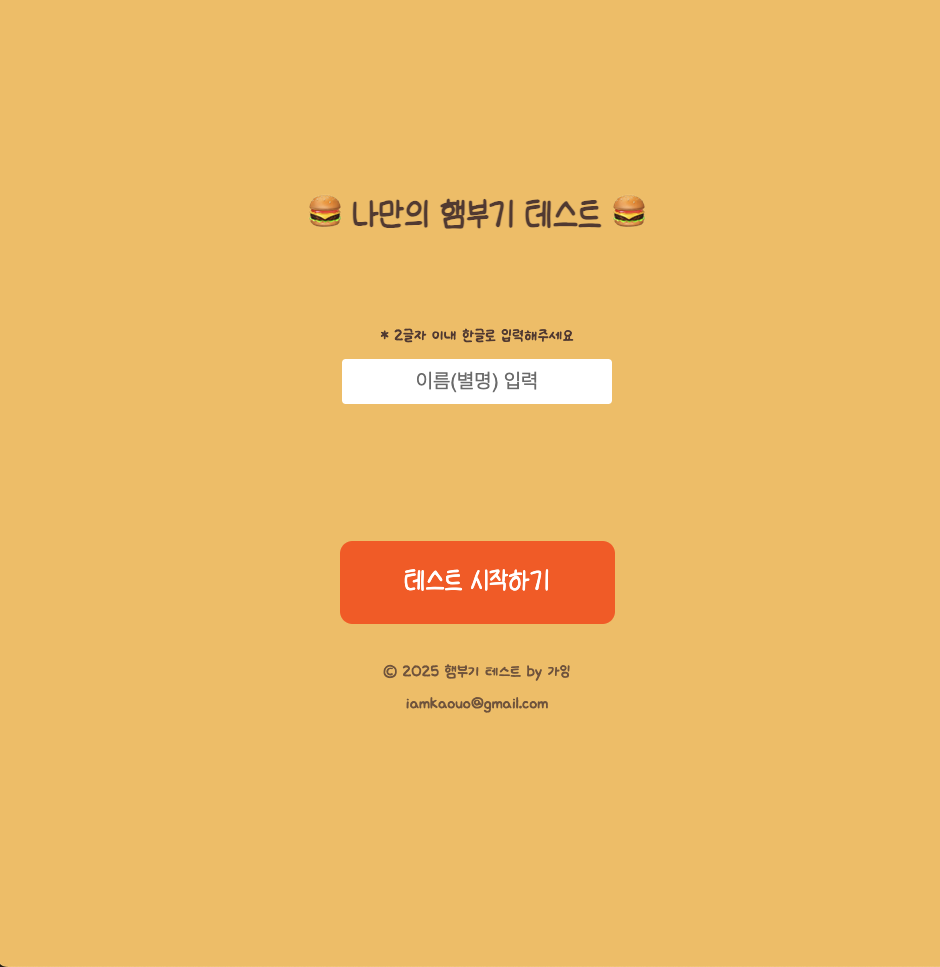 🍔 나만의 햄부기 테스트 🍔
* 2글자 이내 한글로 입력해주세요
이름(별명) 입력
테스트 시작하기
© 2025 햄부기 테스트 by 가잉
iamkaouo@gmail.com